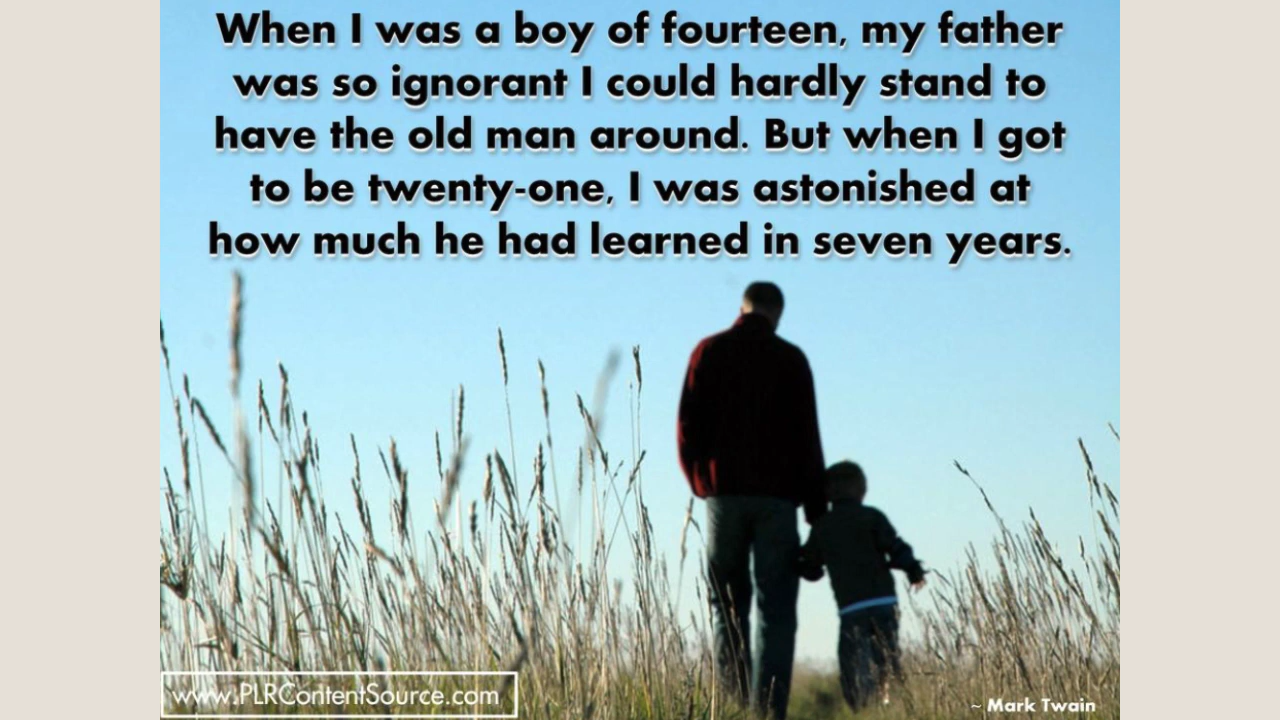 When I was a boy of fourteen, my father
was so ignorant I could hardly stand to
have the old man around. But when I got
to be twenty-one, I was astonished at
how much he had learned in seven years.
www.PLRContentSource.com
~ Mark Twain